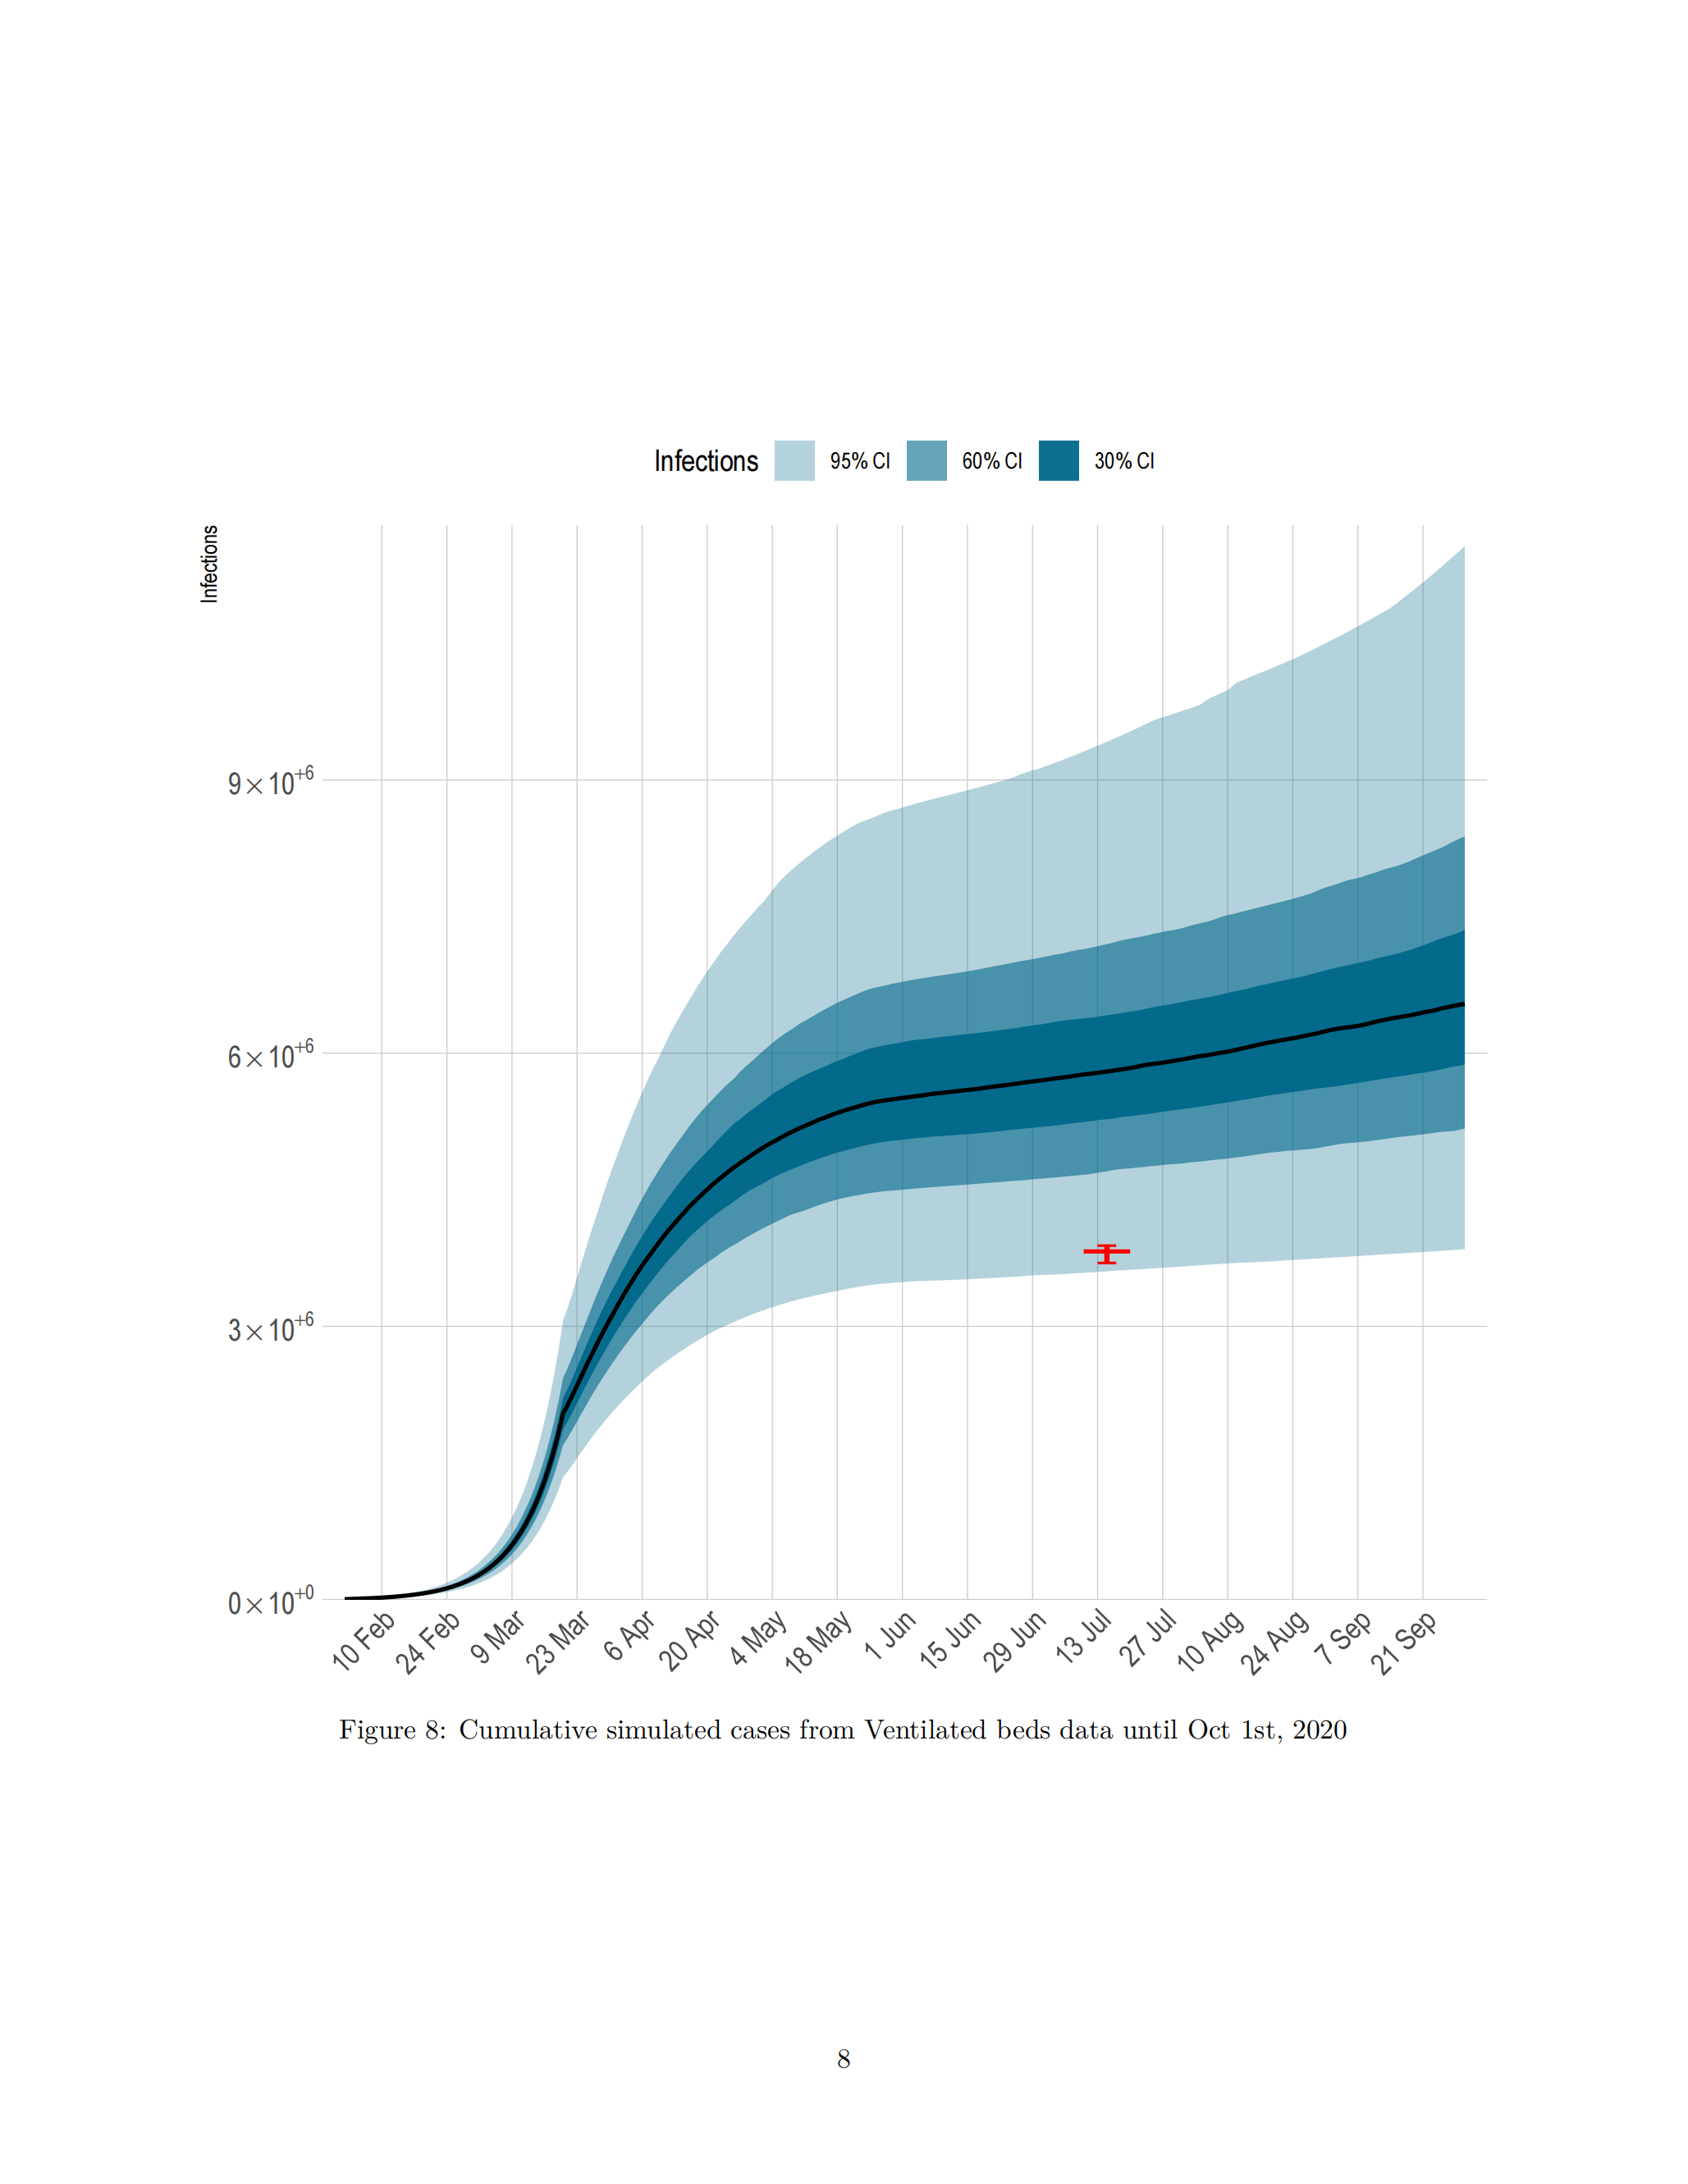 Infections 95% CI 60% CI 30% CI
Infections
9×10+6
6×10+6
3×10+6
0×10+0
10 Feb 24 Feb 9 Mar 23 Mar 6 Apr 20 Apr 4 May 18 May 1 Jun 15 Jun 29 Jun 13 Jul 27 Jul 10 Aug 24 Aug 7 Sep 21 Sep
Figure 8: Cumulative simulated cases from Ventilated beds data until Oct 1st, 2020
8